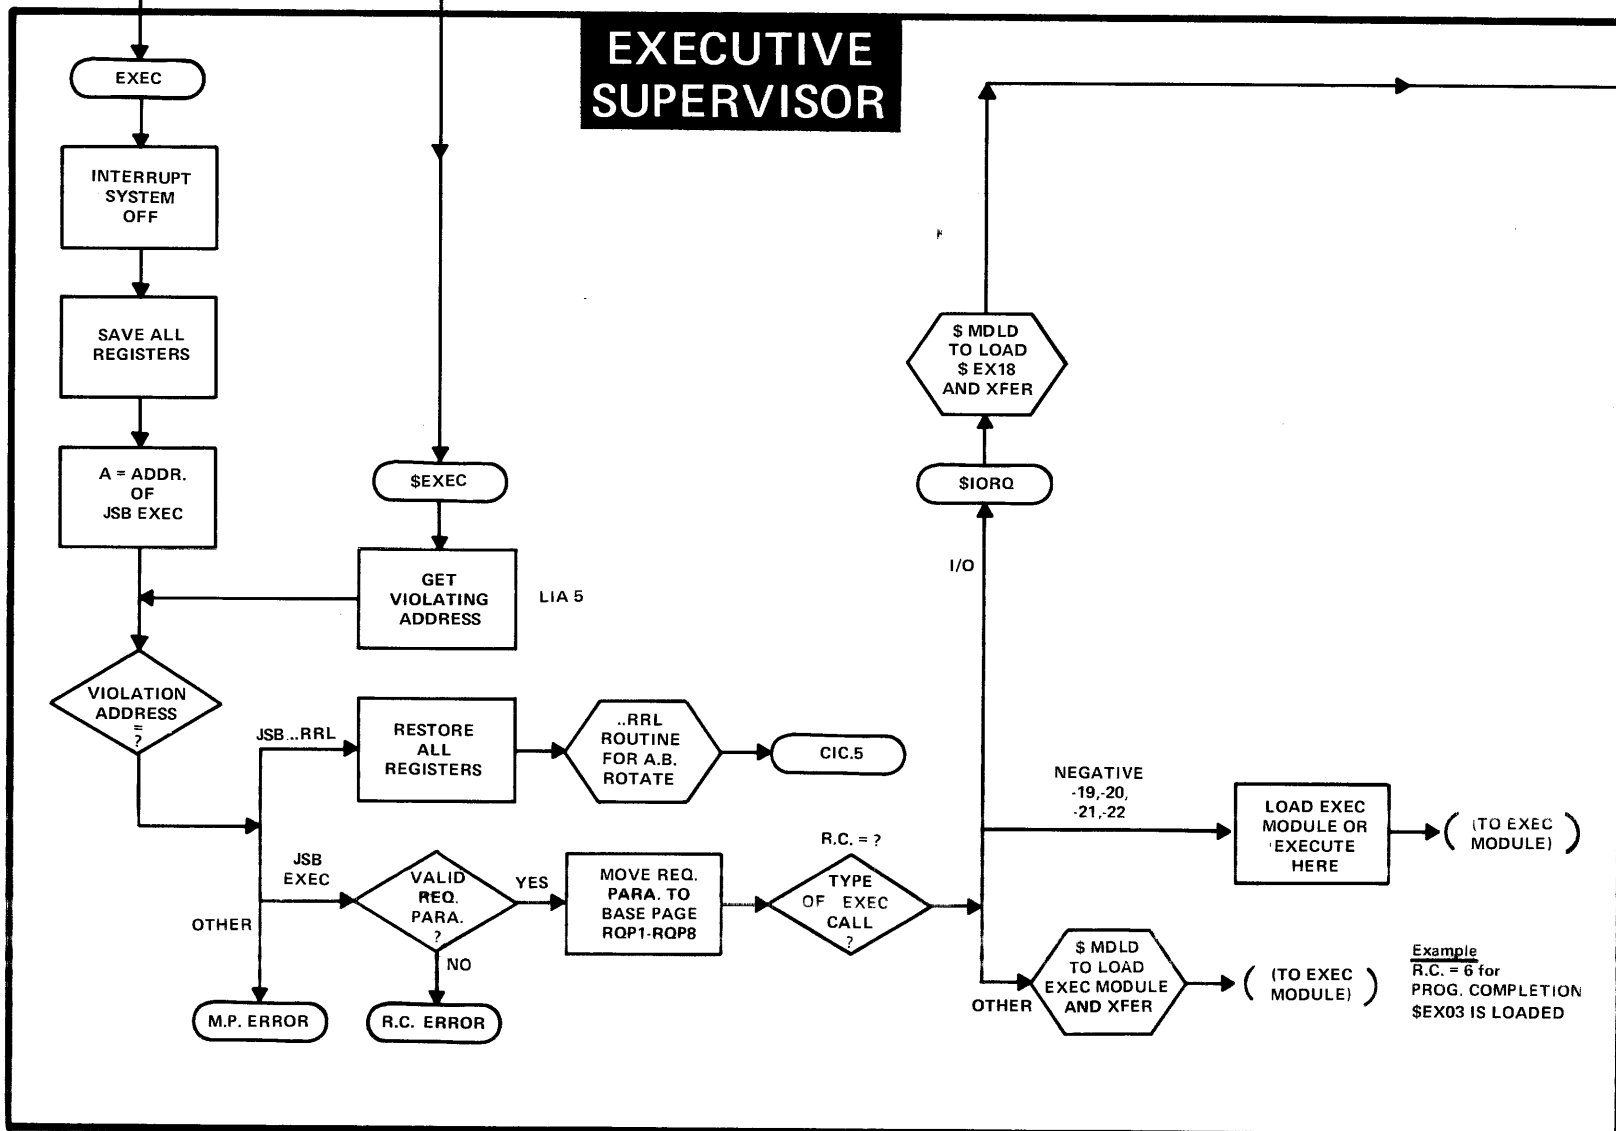 EXECUTIVE
SUPERVISOR
EXEC
INTERRUPT
SYSTEM
OFF
SAVE ALL
REGISTERS
A = ADDR.
OF
JSB EXEC
$EXEC
GET
VIOLATING
ADDRESS
LIA 5
VIOLATION
ADDRESS
=
?
JSB...RRL
RESTORE
ALL
REGISTERS
..RRL
ROUTINE
FOR A.B.
ROTATE
CIC.5
JSB
EXEC
OTHER
M.P. ERROR
VALID
REQ.
PARA.
?
YES
NO
R.C. ERROR
MOVE REQ.
PARA. TO
BASE PAGE
RQP1-RQP8
R.C. = ?
TYPE
OF EXEC
CALL
?
I/O
$IORQ
$ MDLD
TO LOAD
$ EX18
AND XFER
NEGATIVE
-19,-20,
-21,-22
LOAD EXEC
MODULE OR
EXECUTE
HERE
(TO EXEC
MODULE)
OTHER
$ MDLD
TO LOAD
EXEC MODULE
AND XFER
(TO EXEC
MODULE)
Example
R.C. = 6 for
PROG. COMPLETION
$EX03 IS LOADED